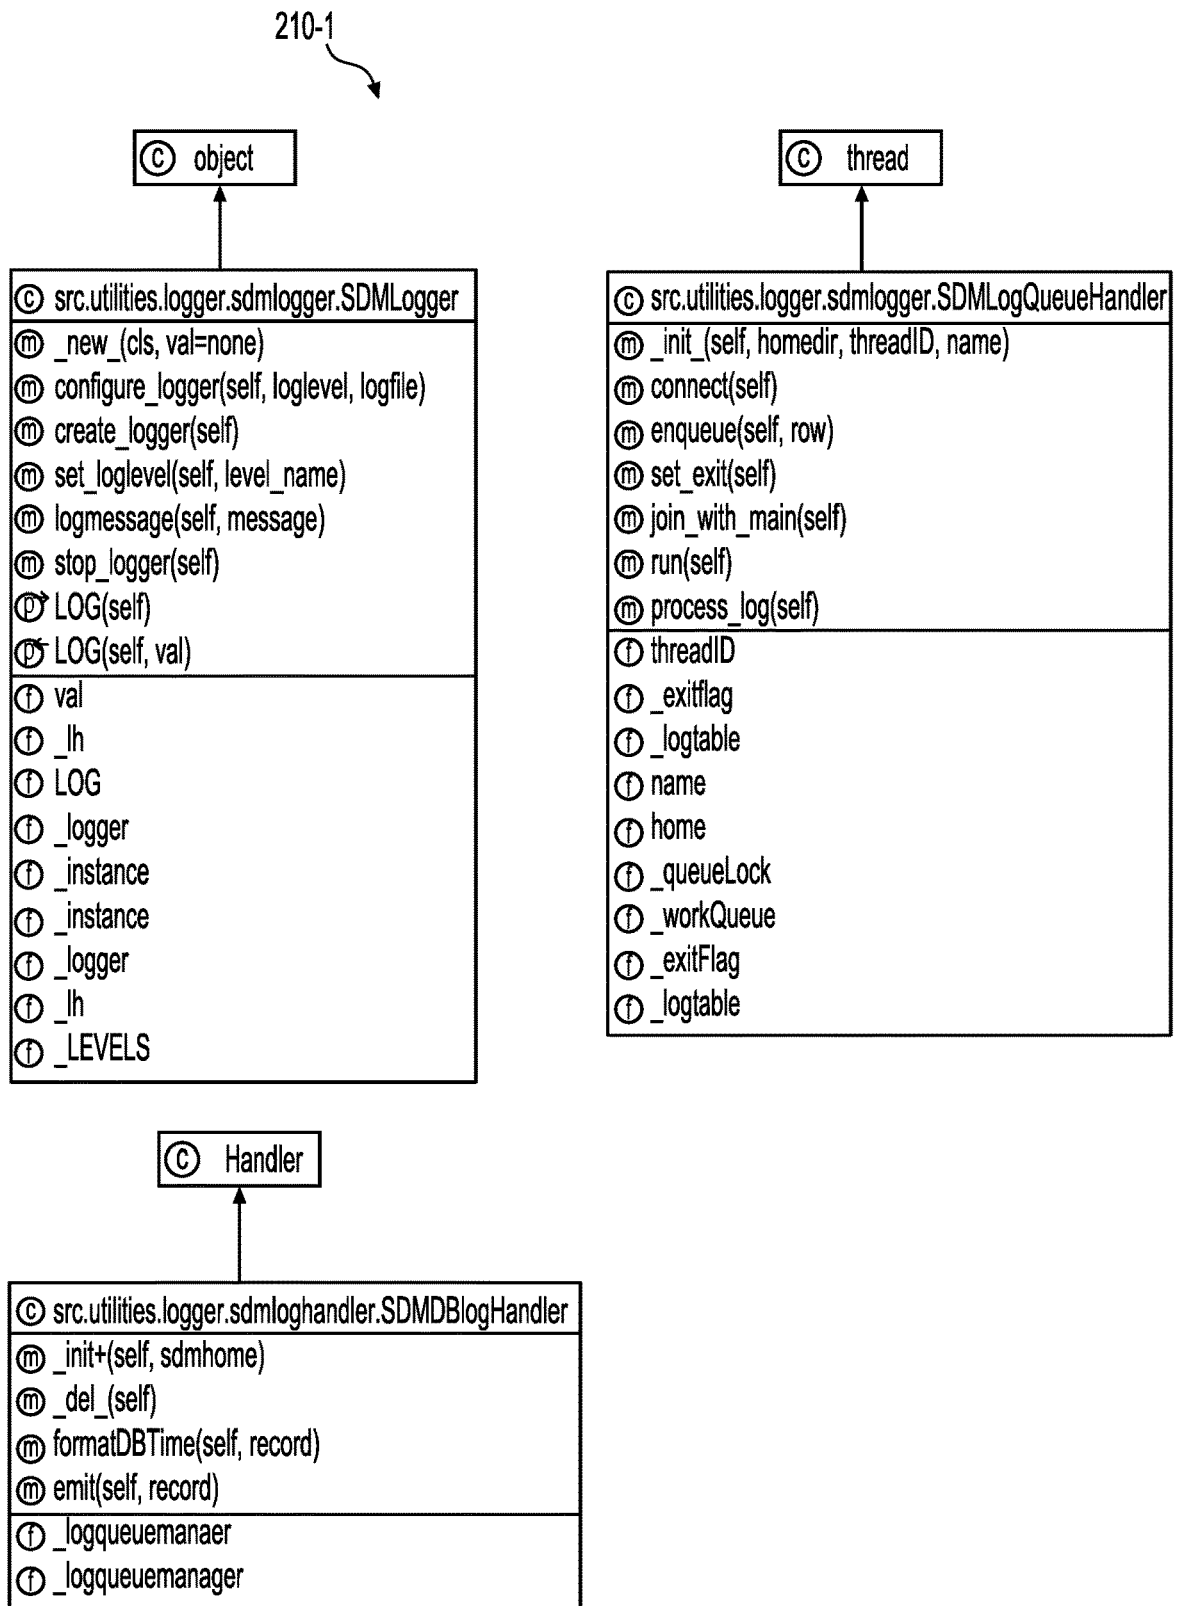 210-1
C object
C src.utilities.logger.sdmlogger.SDMLogger
m _new_(cls, val=none)
m configure_logger(self, loglevel, logfile)
m create_logger(self)
m set_loglevel(self, level_name)
m logmessage(self, message)
m stop_logger(self)
p LOG(self)
p LOG(self, val)
f val
f _lh
f LOG
f _logger
f _instance
f _instance
f _logger
f _lh
f _LEVELS
C thread
C src.utilities.logger.sdmlogger.SDMLogQueueHandler
m _init_(self, homedir, threadID, name)
m connect(self)
m enqueue(self, row)
m set_exit(self)
m join_with_main(self)
m run(self)
m process_log(self)
f threadID
f _exitflag
f _logtable
f name
f home
f _queueLock
f _workQueue
f _exitFlag
f _logtable
C Handler
C src.utilities.logger.sdmloghandler.SDMDBlogHandler
m _init+(self, sdmhome)
m _del_(self)
m formatDBTime(self, record)
m emit(self, record)
f _logqueuemanaer
f _logqueuemanager